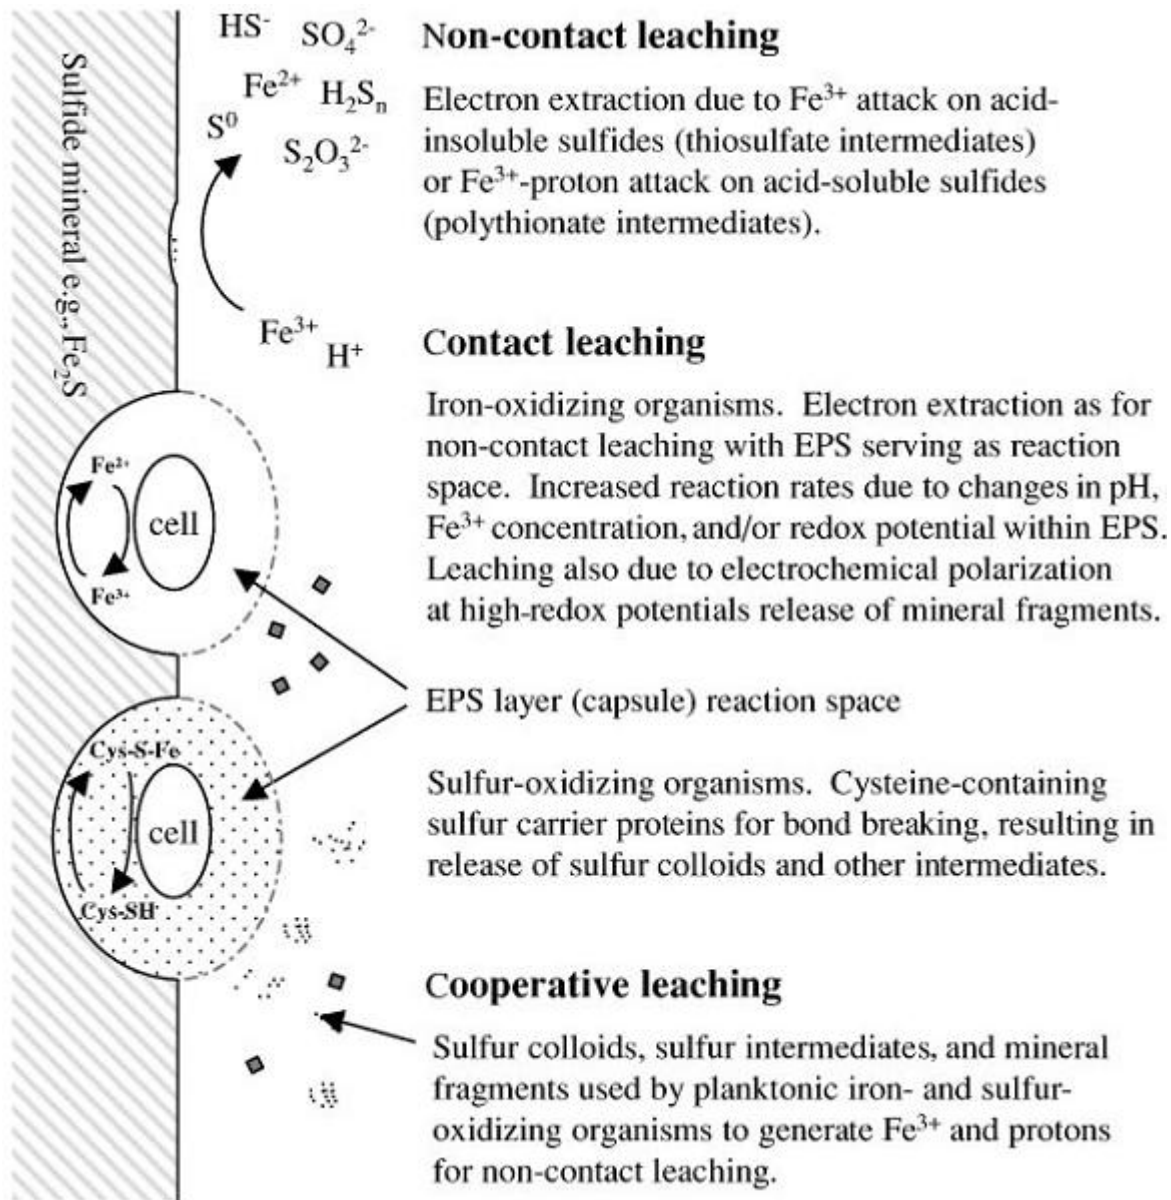 Sulfide mineral e.g., Fe₂S
HS⁻ SO₄²⁻
Fe²⁺ H₂Sₙ
S⁰
S₂O₃²⁻
Fe³⁺
H⁺
Non-contact leaching
Electron extraction due to Fe³⁺ attack on acid-
insoluble sulfides (thiosulfate intermediates)
or Fe³⁺-proton attack on acid-soluble sulfides
(polythionate intermediates).
Contact leaching
Iron-oxidizing organisms. Electron extraction as for
non-contact leaching with EPS serving as reaction
space. Increased reaction rates due to changes in pH,
Fe³⁺ concentration, and/or redox potential within EPS.
Leaching also due to electrochemical polarization
at high-redox potentials release of mineral fragments.
Fe²⁺
cell
Fe³⁺
EPS layer (capsule) reaction space
Cys-S-Fe
cell
Cys-SH
Sulfur-oxidizing organisms. Cysteine-containing
sulfur carrier proteins for bond breaking, resulting in
release of sulfur colloids and other intermediates.
Cooperative leaching
Sulfur colloids, sulfur intermediates, and mineral
fragments used by planktonic iron- and sulfur-
oxidizing organisms to generate Fe³⁺ and protons
for non-contact leaching.